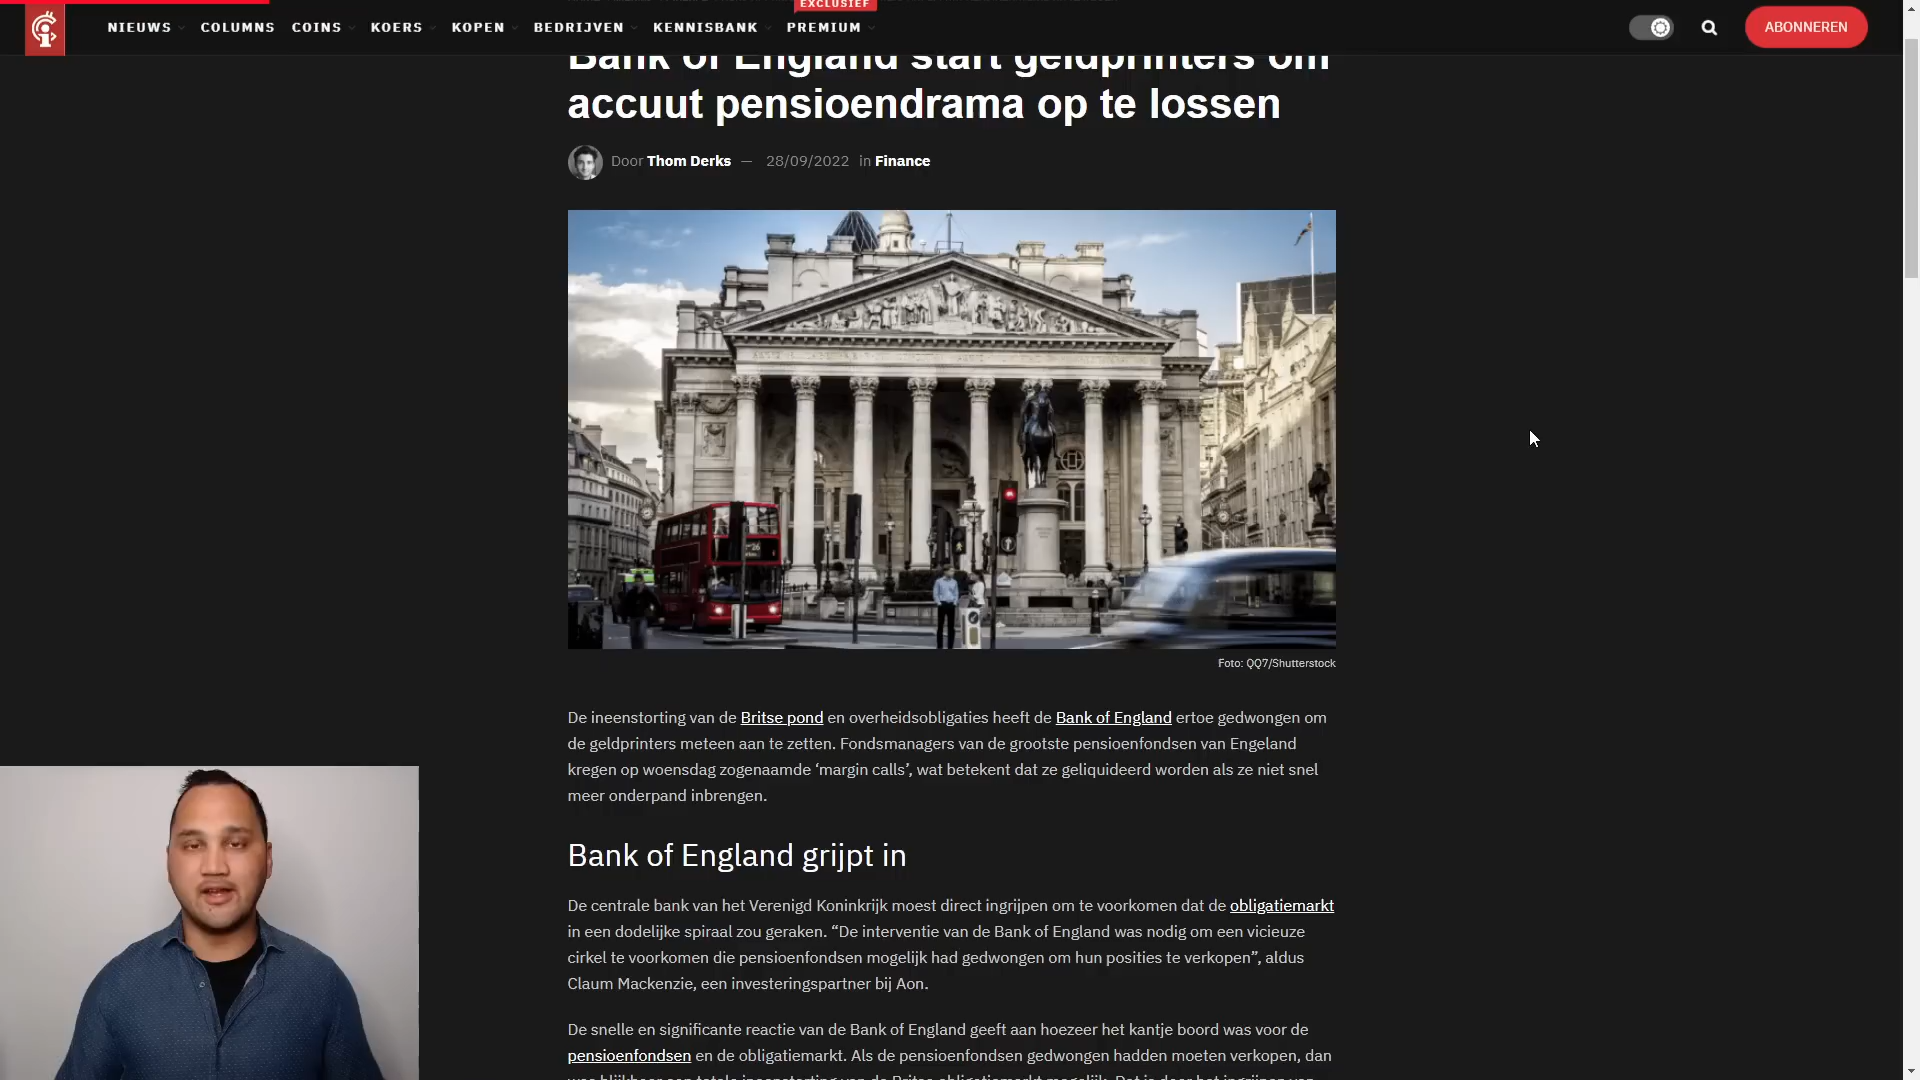 EXCLUSIEF
NIEUWS COLUMNS COINS KOERS KOPEN BEDRIJVEN KENNISBANK PREMIUM ABONNEREN
Bank of England start geldprinters om
accuut pensioendrama op te lossen
Door Thom Derks — 28/09/2022 in Finance
Foto: QQ7/Shutterstock
De ineenstorting van de Britse pond en overheidsobligaties heeft de Bank of England ertoe gedwongen om
de geldprinters meteen aan te zetten. Fondsmanagers van de grootste pensioenfondsen van Engeland
kregen op woensdag zogenaamde ‘margin calls’, wat betekent dat ze geliquideerd worden als ze niet snel
meer onderpand inbrengen.
Bank of England grijpt in
De centrale bank van het Verenigd Koninkrijk moest direct ingrijpen om te voorkomen dat de obligatiemarkt
in een dodelijke spiraal zou geraken. “De interventie van de Bank of England was nodig om een vicieuze
cirkel te voorkomen die pensioenfondsen mogelijk had gedwongen om hun posities te verkopen”, aldus
Claum Mackenzie, een investeringspartner bij Aon.
De snelle en significante reactie van de Bank of England geeft aan hoezeer het kantje boord was voor de
pensioenfondsen en de obligatiemarkt. Als de pensioenfondsen gedwongen hadden moeten verkopen, dan